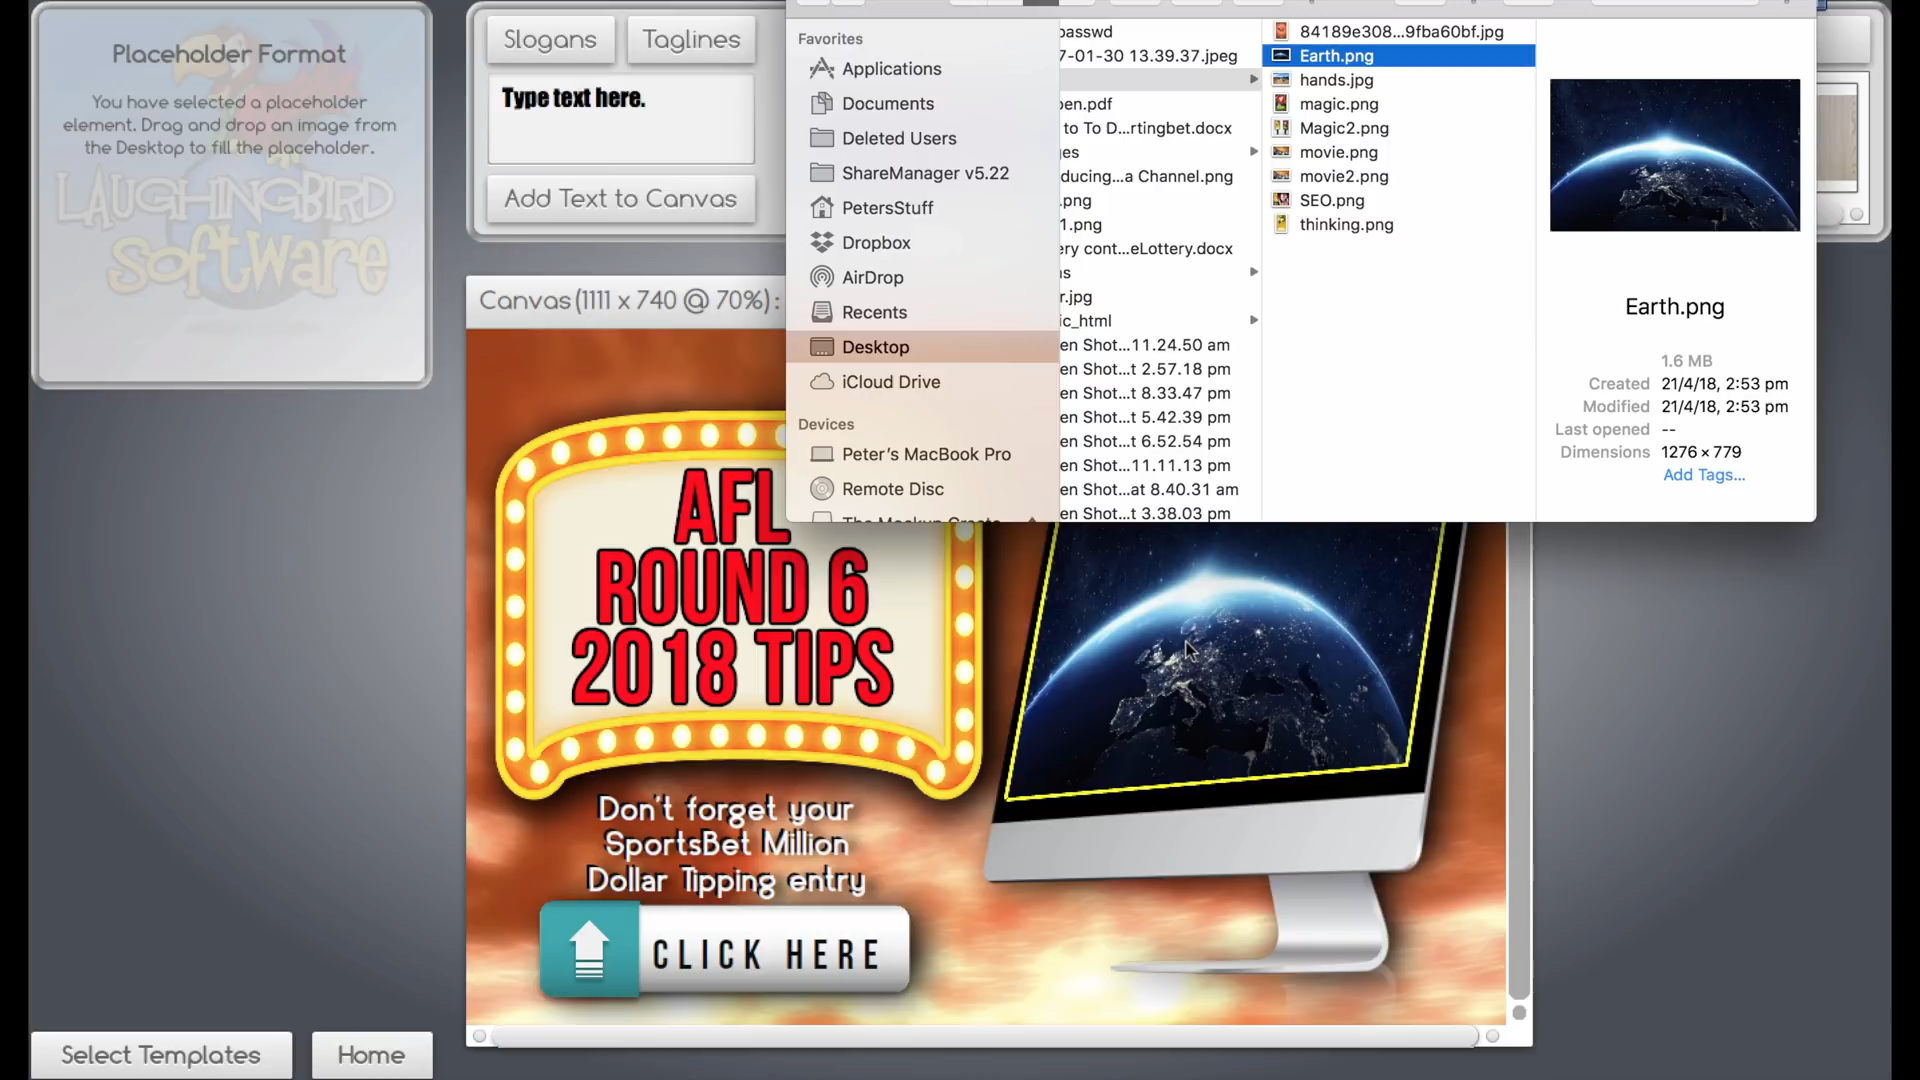 Placeholder Format
You have selected a placeholder
element. Drag and drop an image from
the Desktop to fill the placeholder.
LAUGHINGBIRD
Software
Slogans
Taglines
Type text here.
Add Text to Canvas
Canvas (1111 x 740 @ 70%) :
Favorites
Applications
Documents
Deleted Users
ShareManager v5.22
PetersStuff
Dropbox
AirDrop
Recents
Desktop
iCloud Drive
Devices
Peter's MacBook Pro
Remote Disc
passwd
7-01-30 13.39.37.jpeg
pen.pdf
to To D...rtingbet.docx
ges
ducing...a Channel.png
.png
1.png
ery cont...eLottery.docx
ns
r.jpg
ic_html
en Shot...11.24.50 am
en Shot...t 2.57.18 pm
en Shot...t 8.33.47 pm
en Shot...t 5.42.39 pm
en Shot...t 6.52.54 pm
en Shot...11.11.13 pm
en Shot...at 8.40.31 am
en Shot...t 3.38.03 pm
84189e308...9fba60bf.jpg
Earth.png
hands.jpg
magic.png
Magic2.png
movie.png
movie2.png
SEO.png
thinking.png
Earth.png
1.6 MB
Created 21/4/18, 2:53 pm
Modified 21/4/18, 2:53 pm
Last opened --
Dimensions 1276 × 779
Add Tags...
AFL
ROUND 6
2018 TIPS
Don't forget your
SportsBet Million
Dollar Tipping entry
CLICK HERE
Select Templates
Home